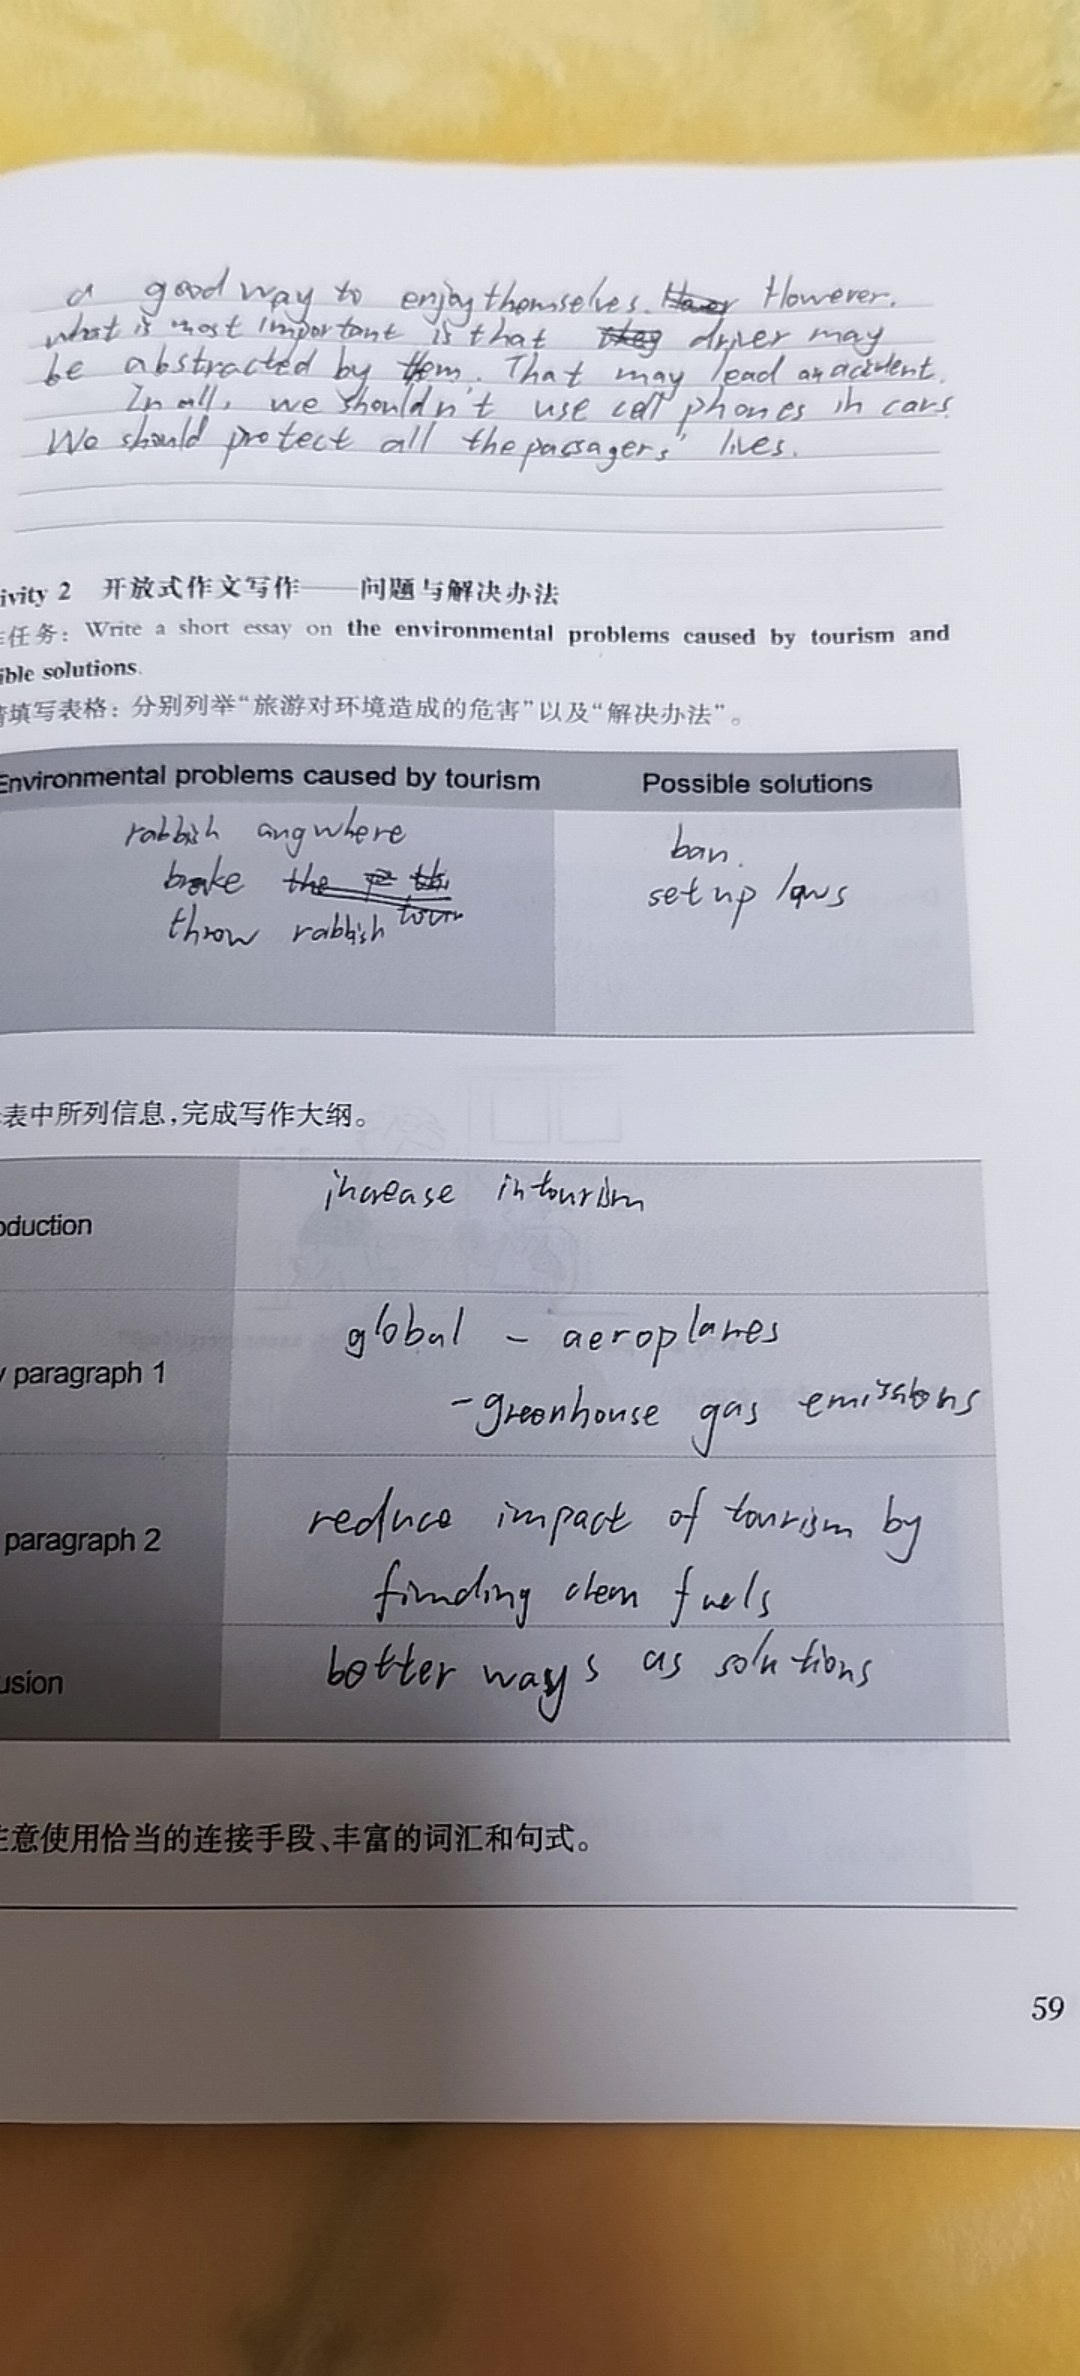 a good way to enjoy themselves. However,
what is most important is that driver may
be abstracted by them. That may lead an accident.
In all, we shouldn't use cell phones in cars.
We should protect all the passagers' lives.
ivity 2 开放式作文写作——问题与解决办法
任务: Write a short essay on the environmental problems caused by tourism and
ible solutions.
填写表格: 分别列举“旅游对环境造成的危害”以及“解决办法”。
Environmental problems caused by tourism Possible solutions
rabbish angwhere ban.
broke set up laws
throw rabbish
表中所列信息,完成写作大纲。
oduction increase in tourism
y paragraph 1 global - aeroplanes
- greenhouse gas emissions
paragraph 2 reduce impact of tourism by
finnding clean fuels
usion better ways as solutions
注意使用恰当的连接手段、丰富的词汇和句式。
59